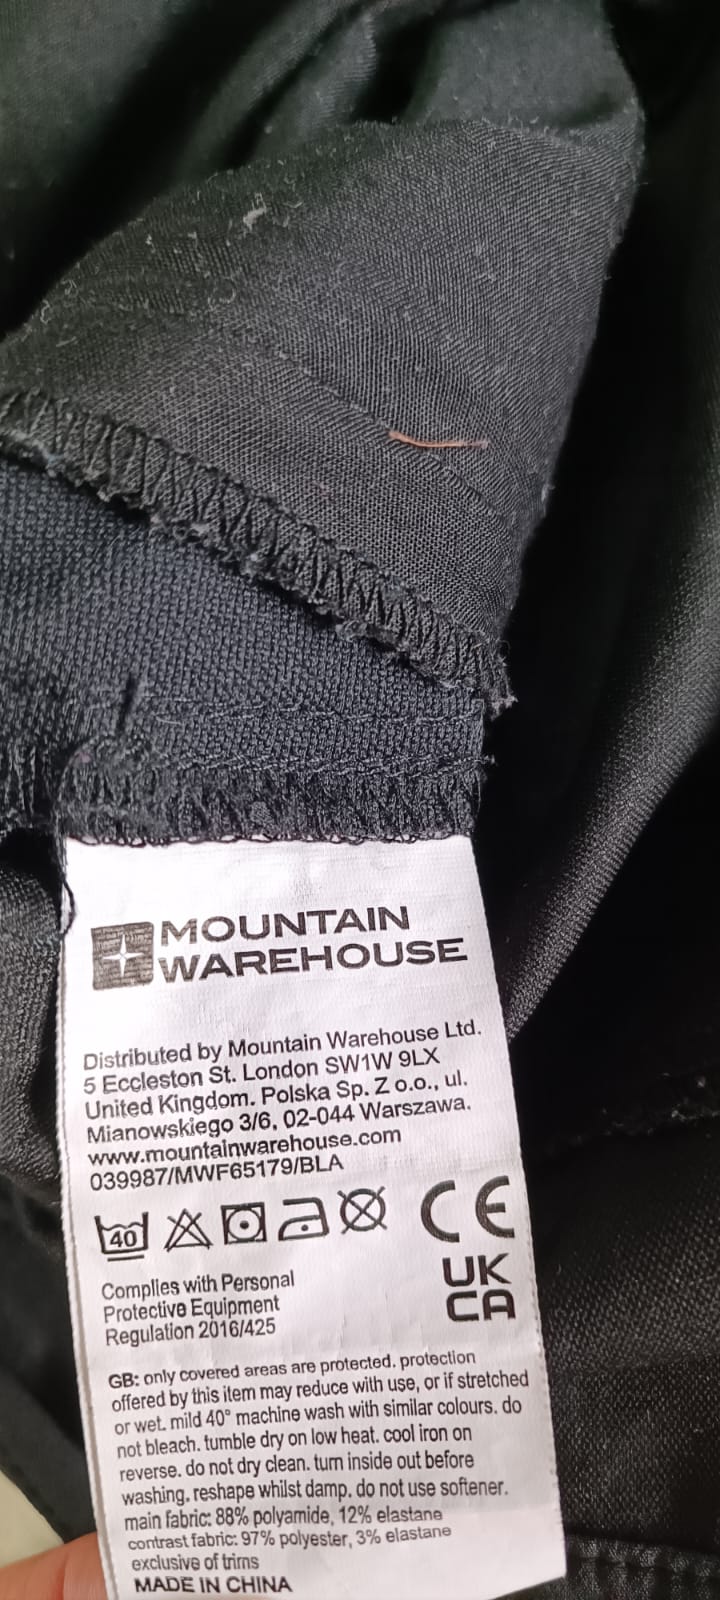 MOUNTAIN
WAREHOUSE
Distributed by Mountain Warehouse Ltd.
5 Eccleston St. London SW1W 9LX
United Kingdom. Polska Sp. Z o.o., ul.
Mianowskiego 3/6, 02-044 Warszawa.
www.mountainwarehouse.com
039987/MWF65179/BLA
40
CE
UK
CA
Complies with Personal
Protective Equipment
Regulation 2016/425
GB: only covered areas are protected. protection
offered by this item may reduce with use, or if stretched
or wet. mild 40° machine wash with similar colours. do
not bleach. tumble dry on low heat. cool iron on
reverse. do not dry clean. turn inside out before
washing. reshape whilst damp. do not use softener.
main fabric: 88% polyamide, 12% elastane
contrast fabric: 97% polyester, 3% elastane
exclusive of trims
MADE IN CHINA